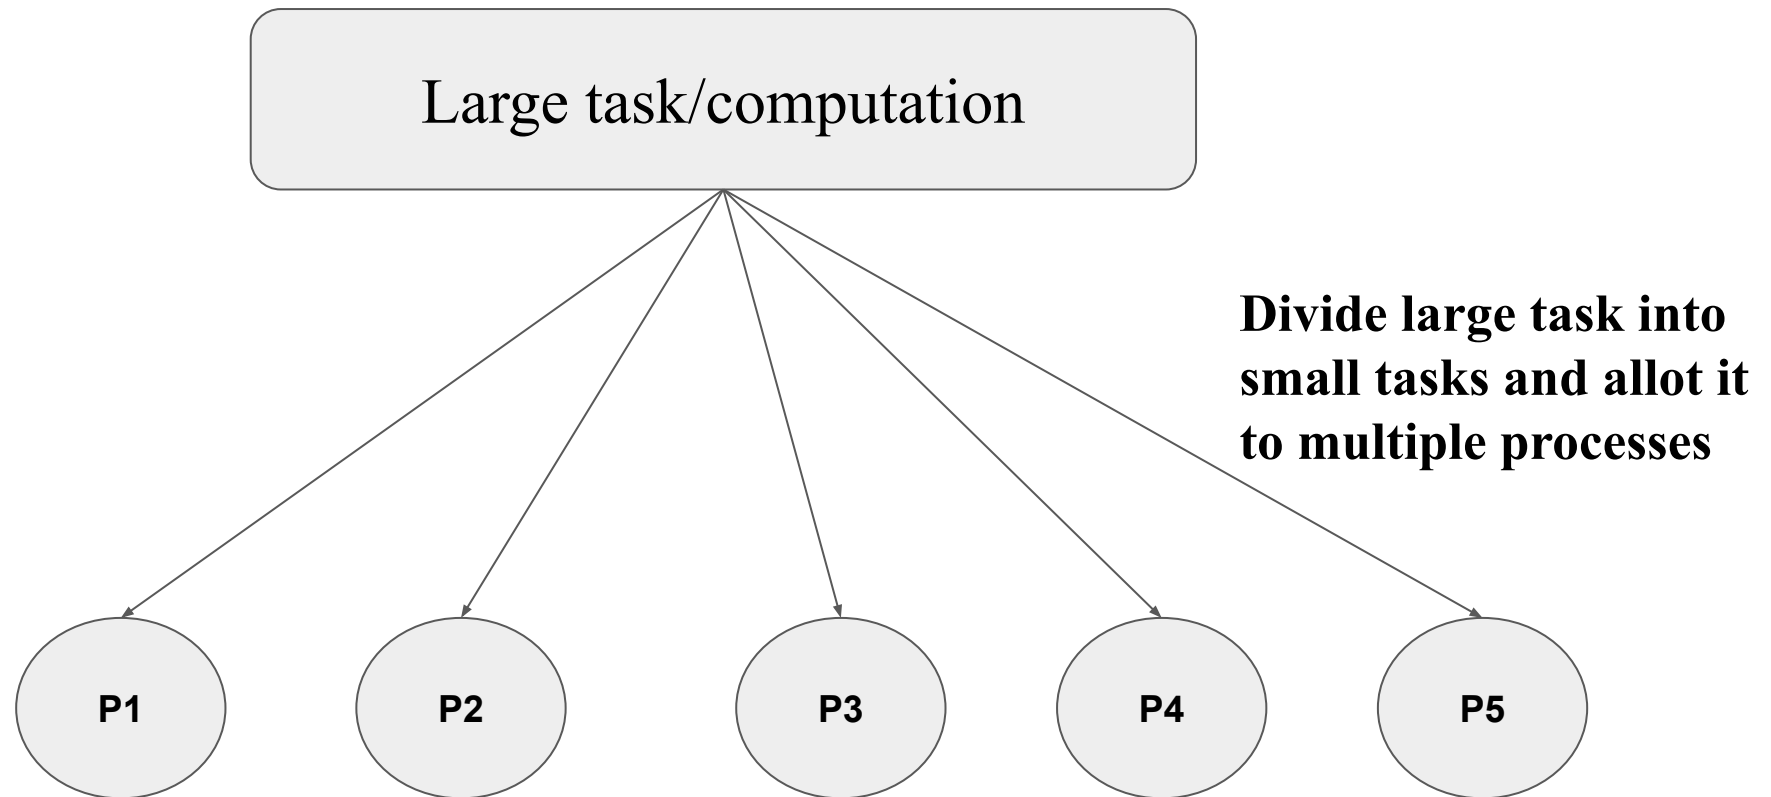 Large task/computation
Divide large task into
small tasks and allot it
to multiple processes
P1
P2
P3
P4
P5